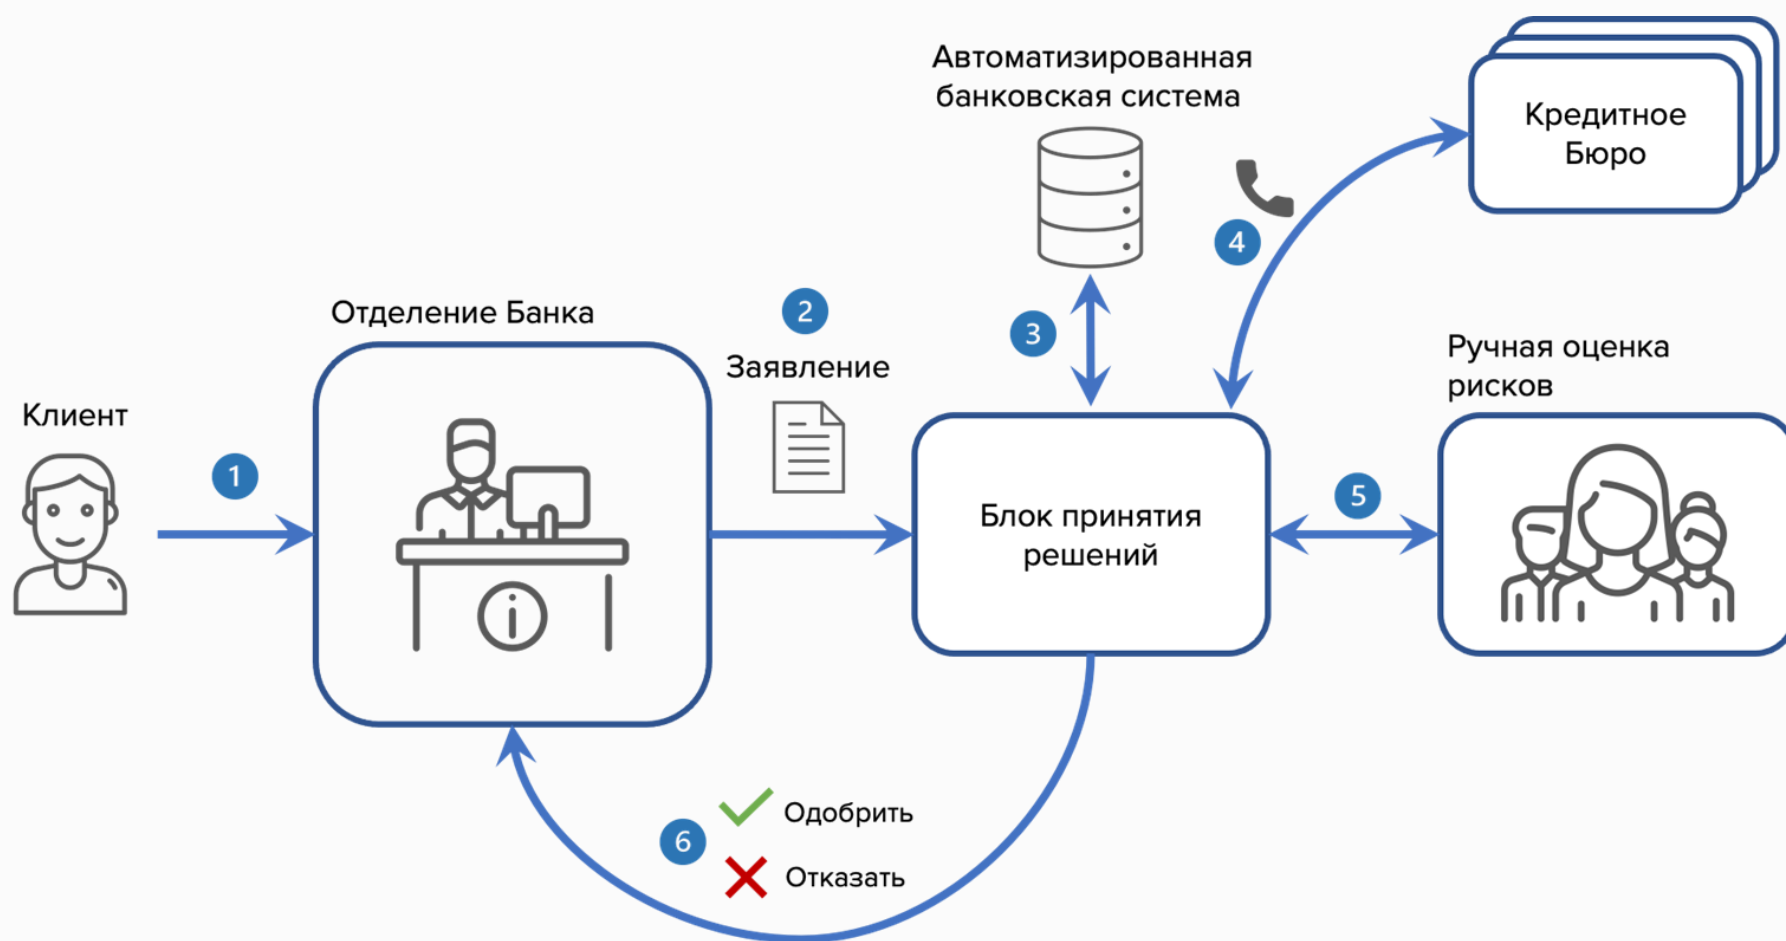 Автоматизированная
банковская система
Кредитное
Бюро
4
3
2
Отделение Банка
Заявление
Ручная оценка
рисков
Клиент
1
5
Блок принятия
решений
i
6
Одобрить
Отказать